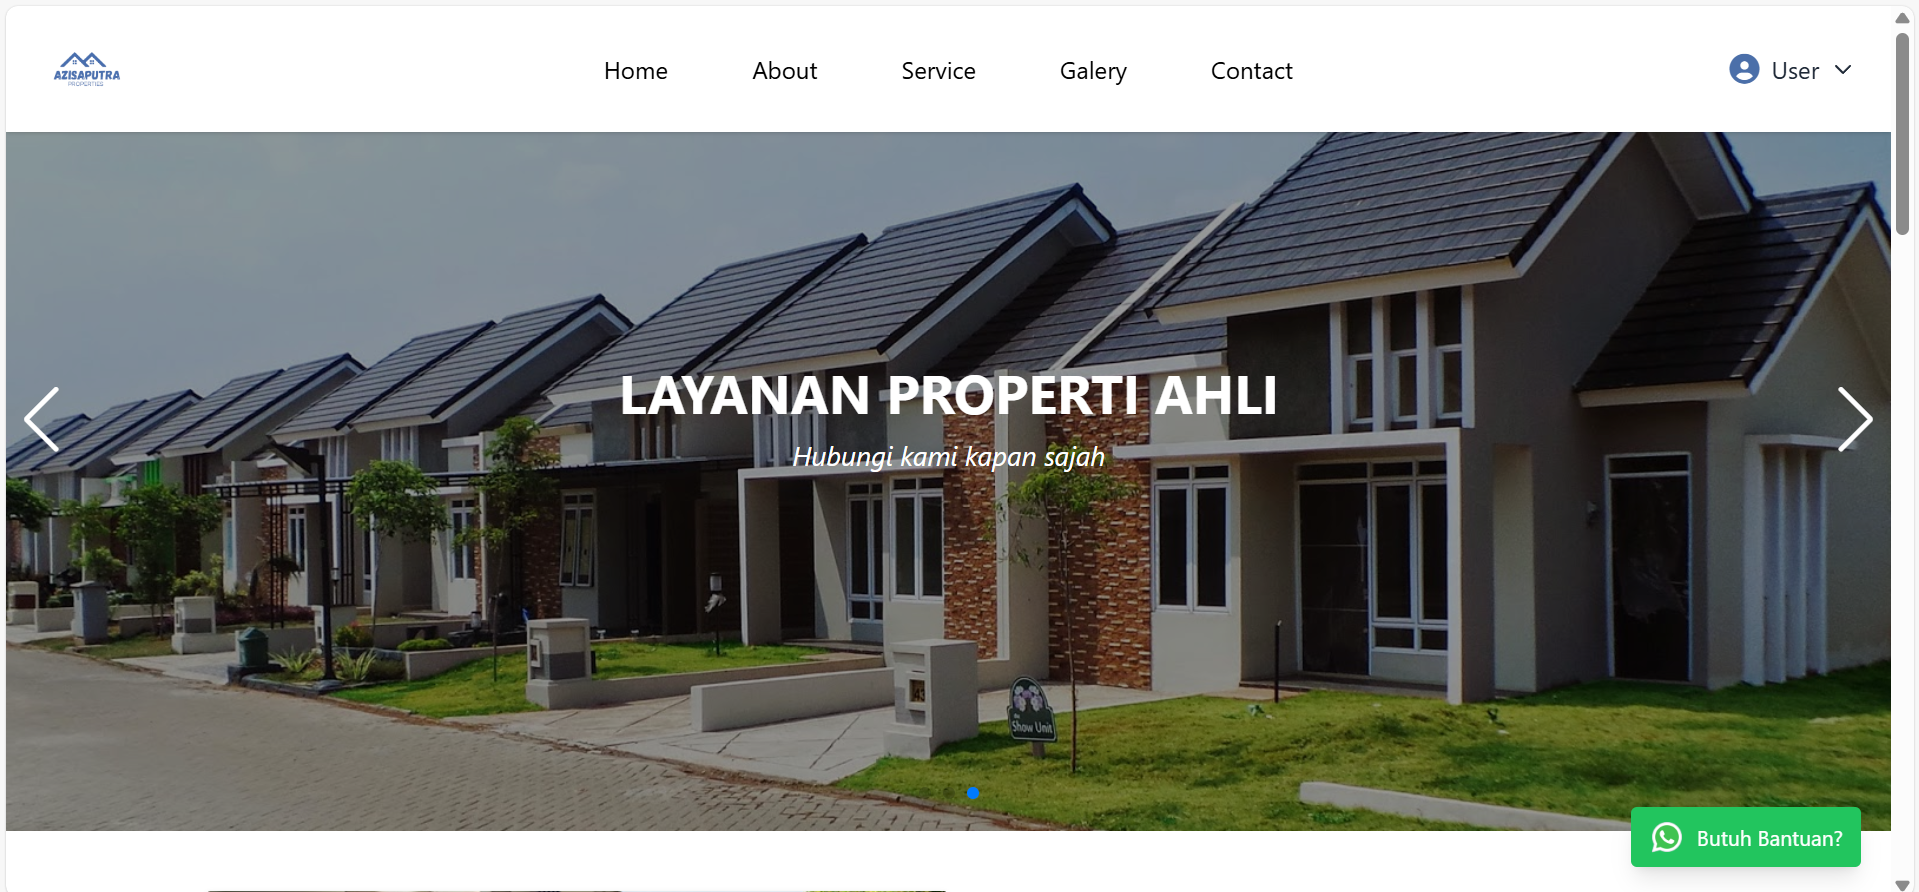 AZISAPUTRA
PROPERTIES
Home
About
Service
Galery
Contact
User
LAYANAN PROPERTI AHLI
Hubungi kami kapan sajah
Show Unit
Butuh Bantuan?